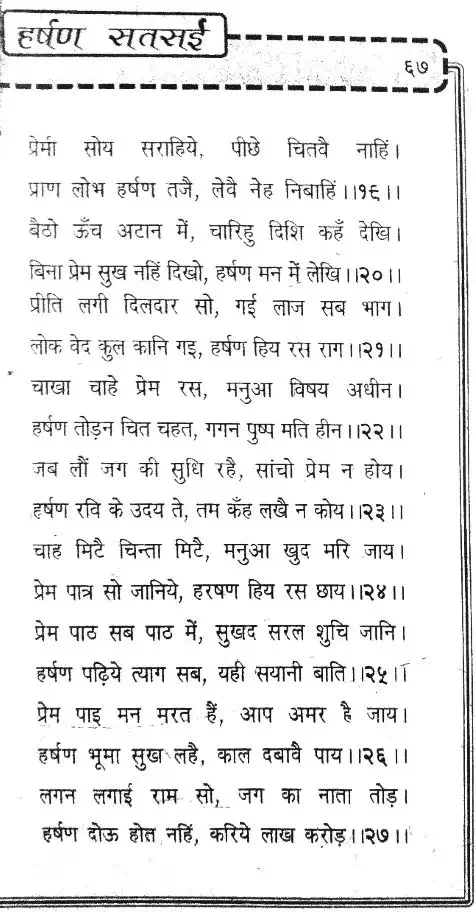 हर्षण सतसई
६७
प्रेमी सोय सराहिये, पीछे चितवै नाहिं।
प्राण लोभ हर्षण तजै, लेवै नेह निबाहिं।।१९।।
बैठो ऊँच अटान में, चारिहु दिशि कहँ देखि।
बिना प्रेम सुख नहिं दिखो, हर्षण मन में लेखि।।२०।।
प्रीति लगी दिलदार सो, गई लाज सब भाग।
लोक वेद कुल कानि गइ, हर्षण हिय रस राग।।२१।।
चाखा चाहे प्रेम रस, मनुआ विषय अधीन।
हर्षण तोड़न चित चहत, गगन पुष्प मति हीन।।२२।।
जब लौं जग की सुधि रहै, सांचो प्रेम न होय।
हर्षण रवि के उदय ते, तम कँह लखै न कोय।।२३।।
चाह मिटै चिन्ता मिटै, मनुआ खुद मरि जाय।
प्रेम पात्र सो जानिये, हरषण हिय रस छाय।।२४।।
प्रेम पाठ सब पाठ में, सुखद सरल शुचि जानि।
हर्षण पढ़िये त्याग सब, यही सयानी बाति।।२५।।
प्रेम पाइ मन मरत हैं, आप अमर है जाय।
हर्षण भूमा सुख लहै, काल दबावै पाय।।२६।।
लगन लगाई राम सो, जग का नाता तोड़।
हर्षण दोऊ होत नहिं, करिये लाख करोड़।।२७।।